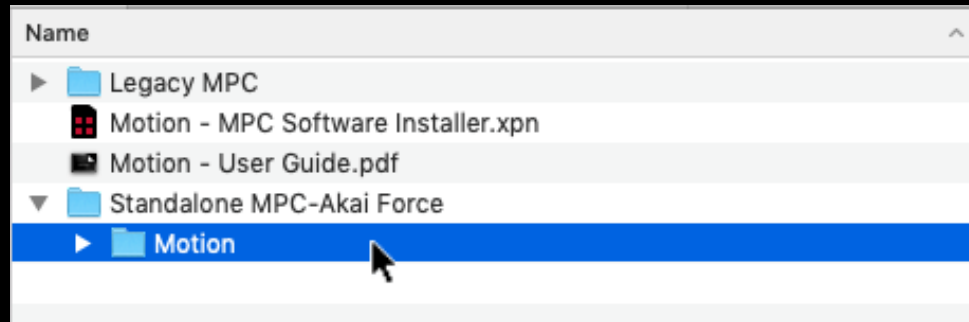 Name
Legacy MPC
Motion - MPC Software Installer.xpn
Motion - User Guide.pdf
Standalone MPC-Akai Force
Motion